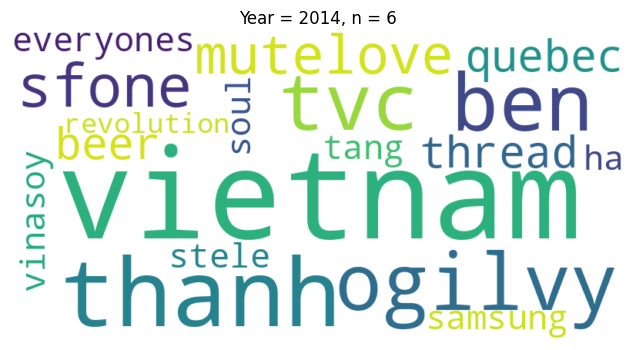 Year = 2014, n = 6
everyones
mutelove
quebec
sfone
soul
tvc
ben
revolution
beer
tang
thread
ha
vinasoy
vietnam
stele
thanh
ogilvy
samsung